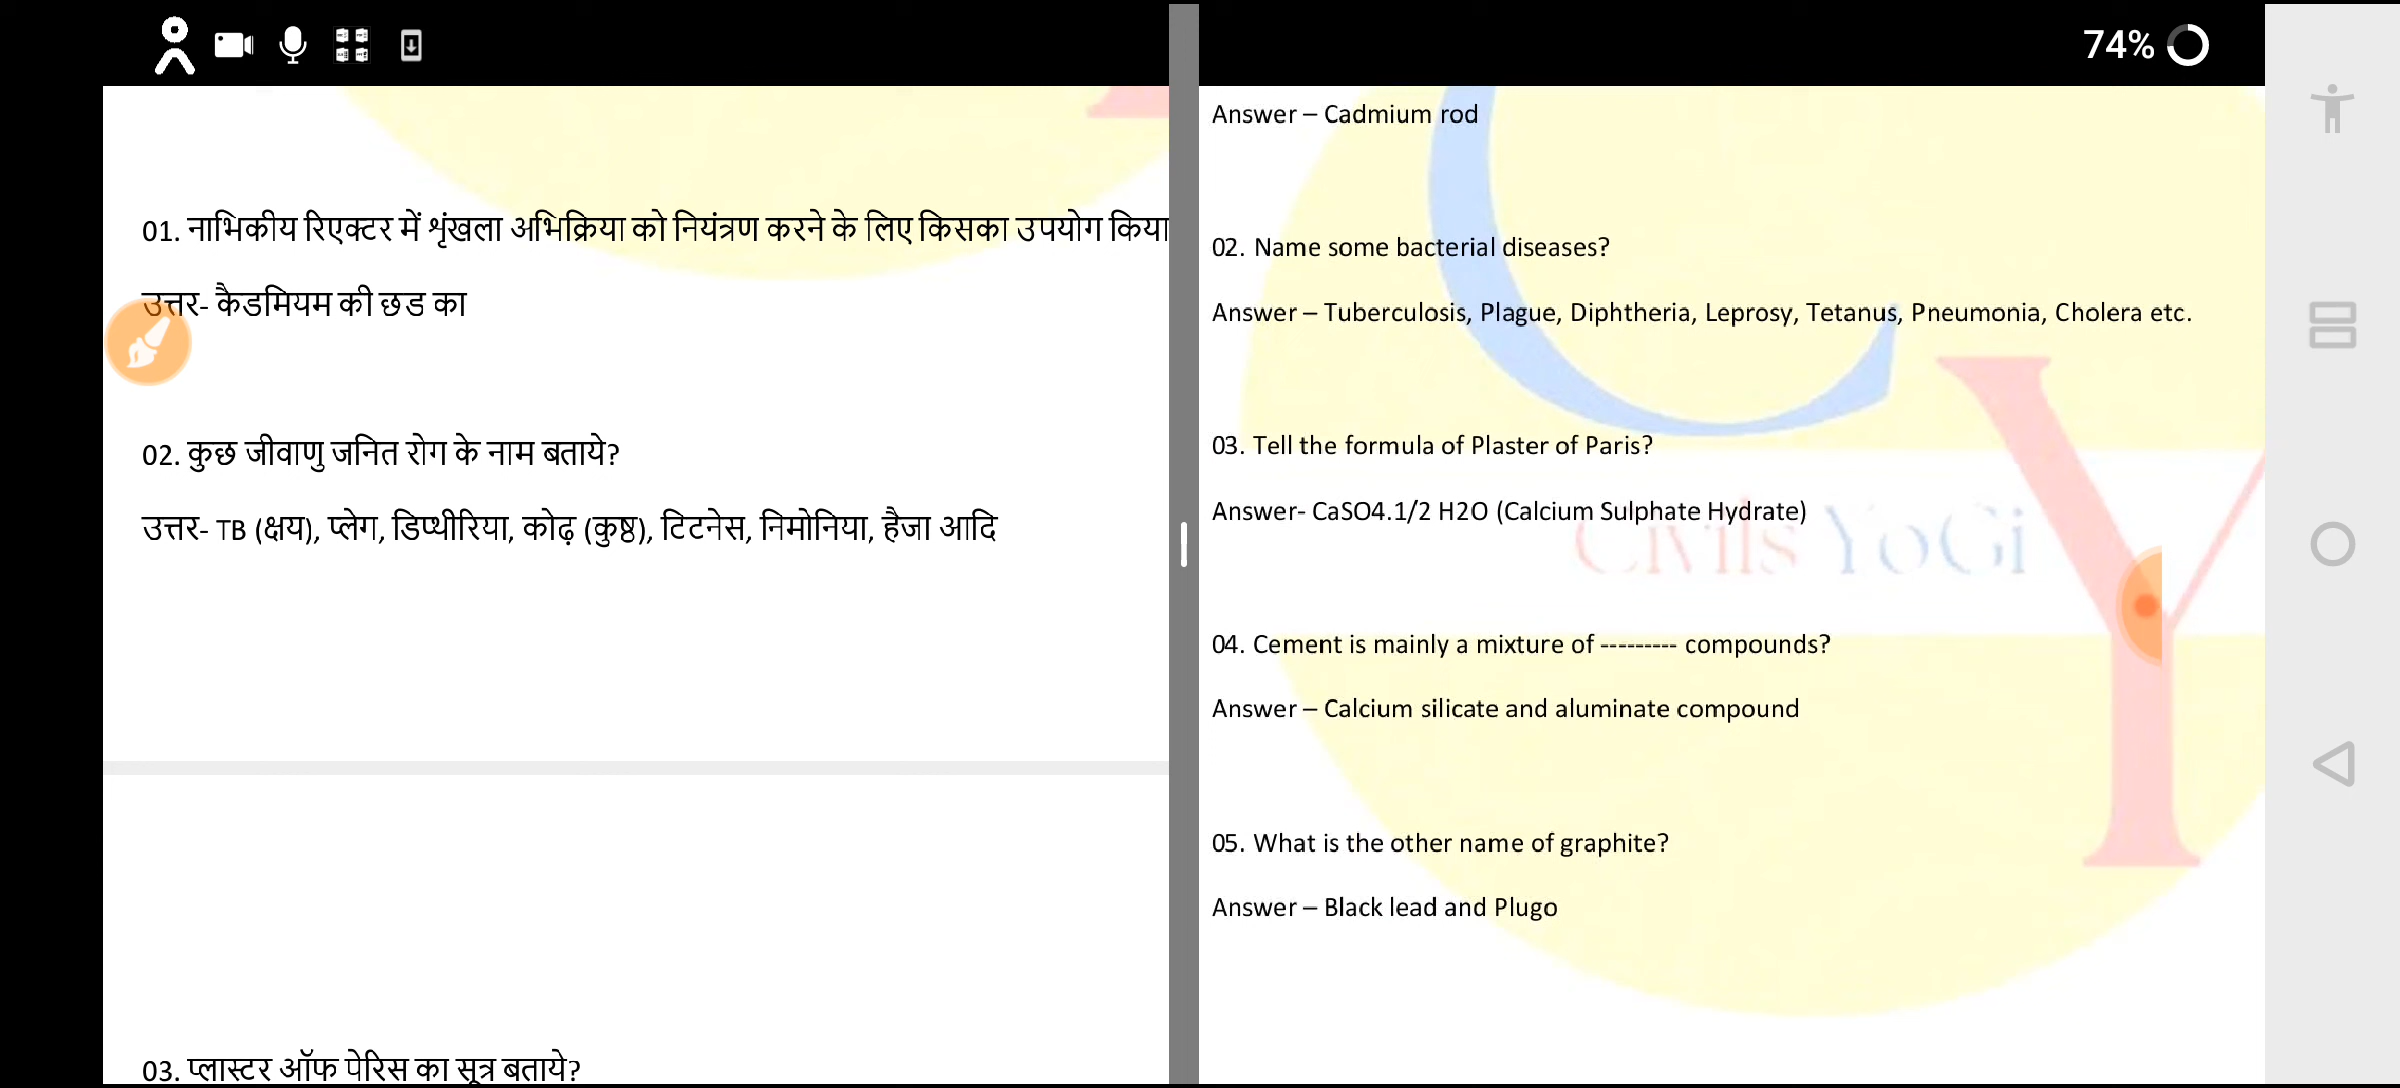 74%
01. नाभिकीय रिएक्टर में शृंखला अभिक्रिया को नियंत्रण करने के लिए किसका उपयोग किया
उत्तर- कैडमियम की छड का
02. कुछ जीवाणु जनित रोग के नाम बताये?
उत्तर- TB (क्षय), प्लेग, डिप्थीरिया, कोढ़ (कुष्ठ), टिटनेस, निमोनिया, हैजा आदि
03. प्लास्टर ऑफ पेरिस का सूत्र बताये?
Answer – Cadmium rod
02. Name some bacterial diseases?
Answer – Tuberculosis, Plague, Diphtheria, Leprosy, Tetanus, Pneumonia, Cholera etc.
03. Tell the formula of Plaster of Paris?
Answer- CaSO4.1/2 H2O (Calcium Sulphate Hydrate)
Civils YoGi
04. Cement is mainly a mixture of --------- compounds?
Answer – Calcium silicate and aluminate compound
05. What is the other name of graphite?
Answer – Black lead and Plugo
CY